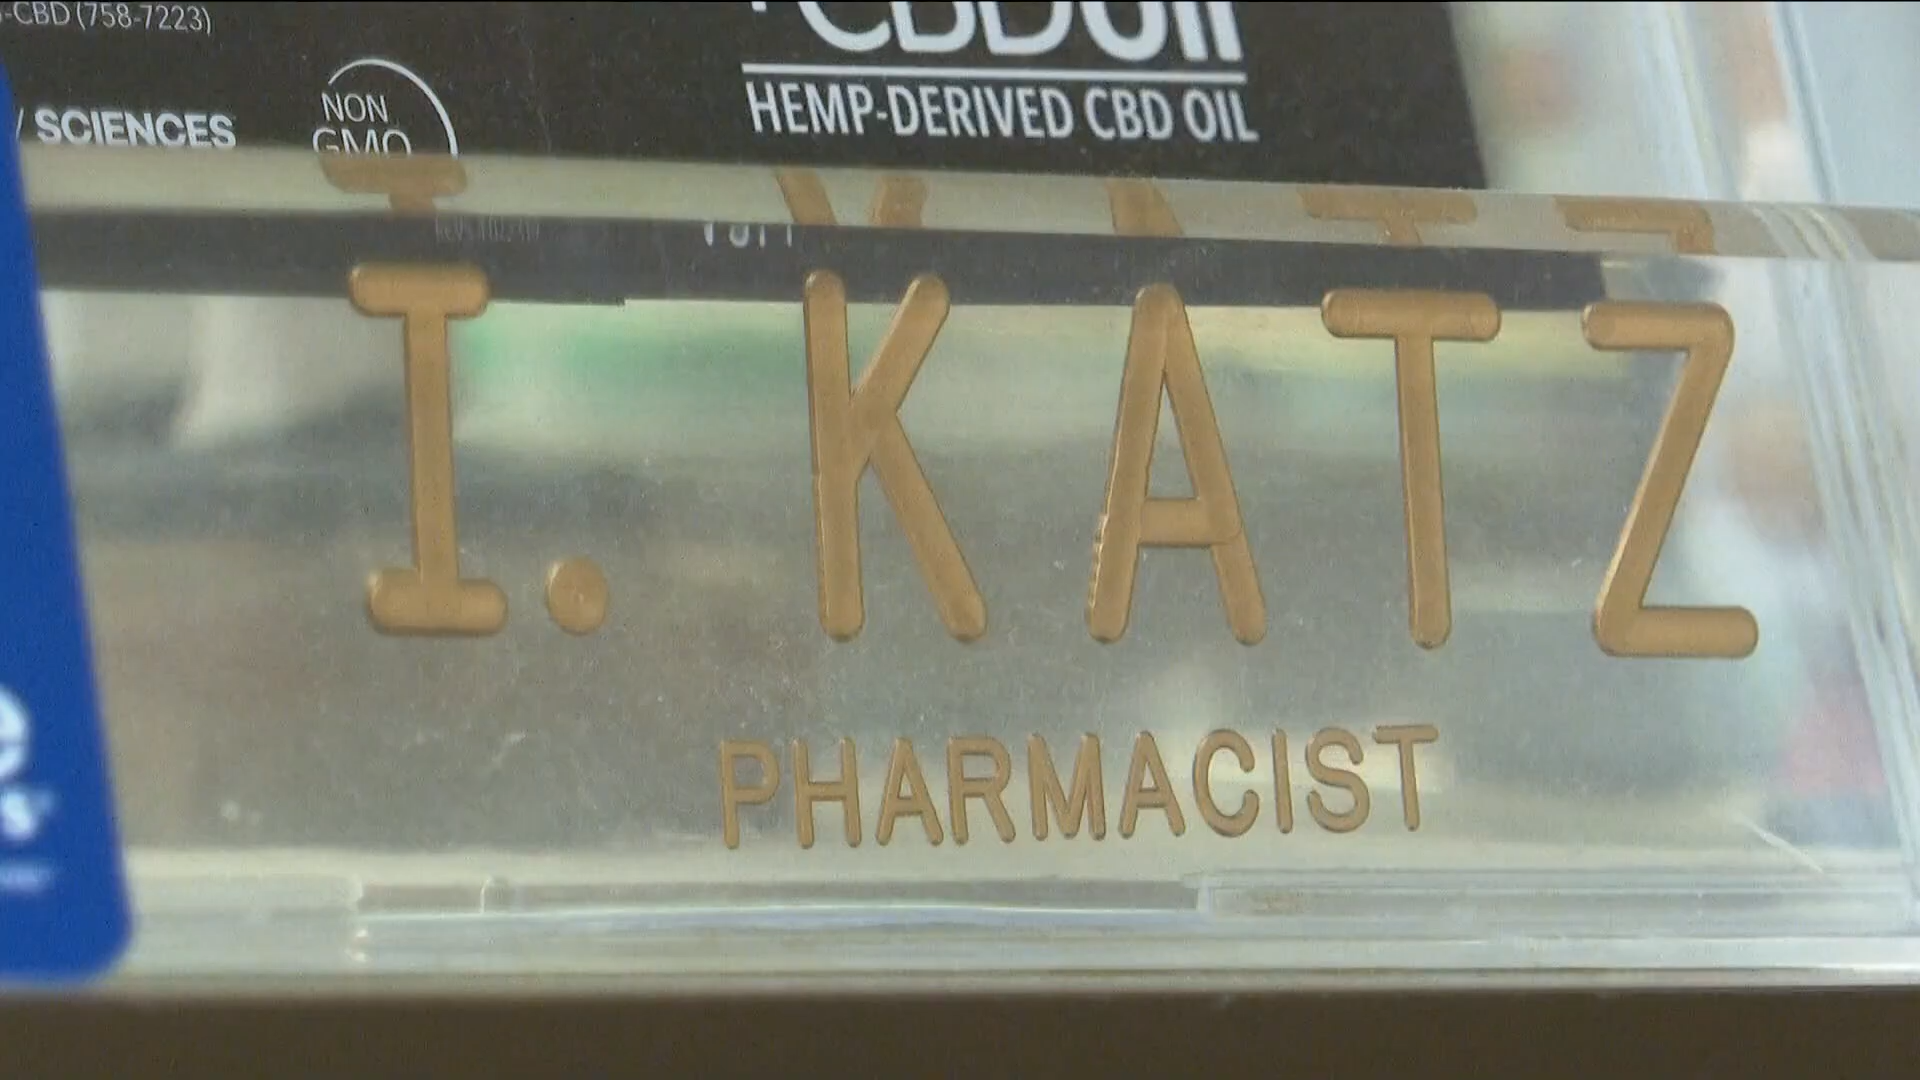 -CBD (758-7223)
SCIENCES
NON
GMO
CBD Oil
HEMP-DERIVED CBD OIL
I. KATZ
PHARMACIST